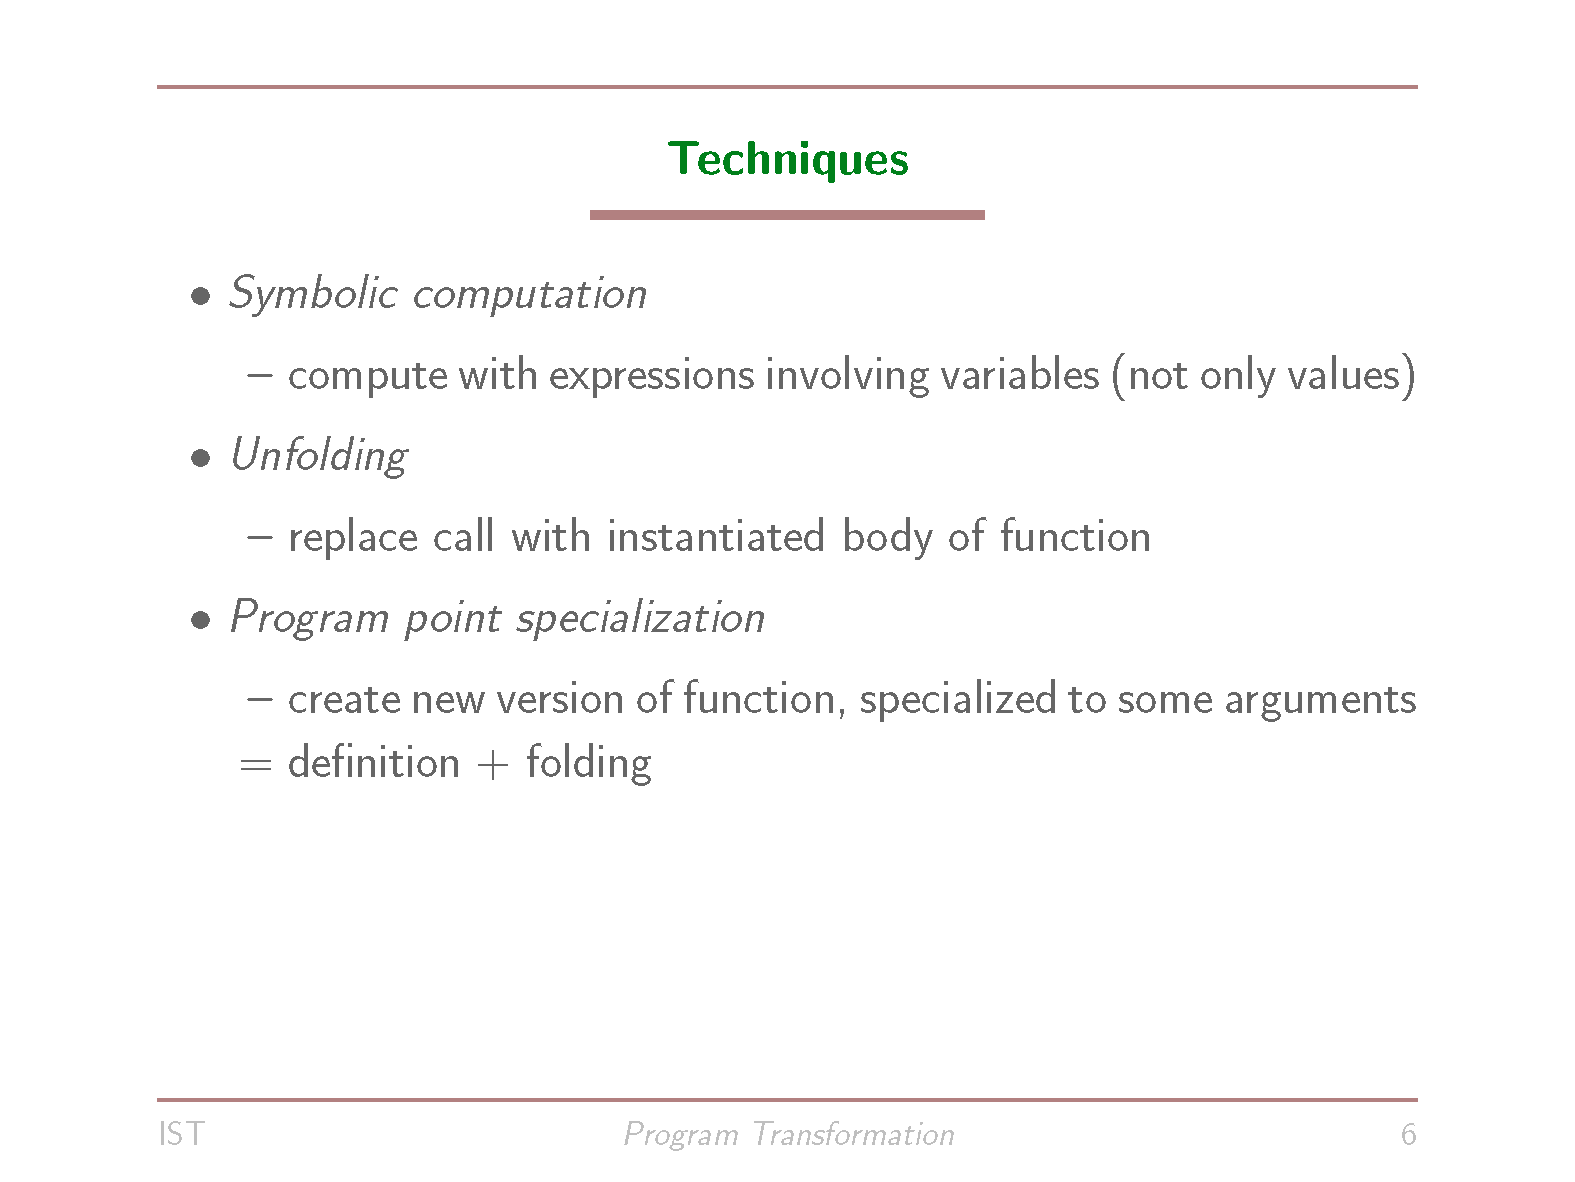 Techniques
• Symbolic computation
– compute with expressions involving variables (not only values)
• Unfolding
– replace call with instantiated body of function
• Program point specialization
– create new version of function, specialized to some arguments
= definition + folding
IST Program Transformation 6